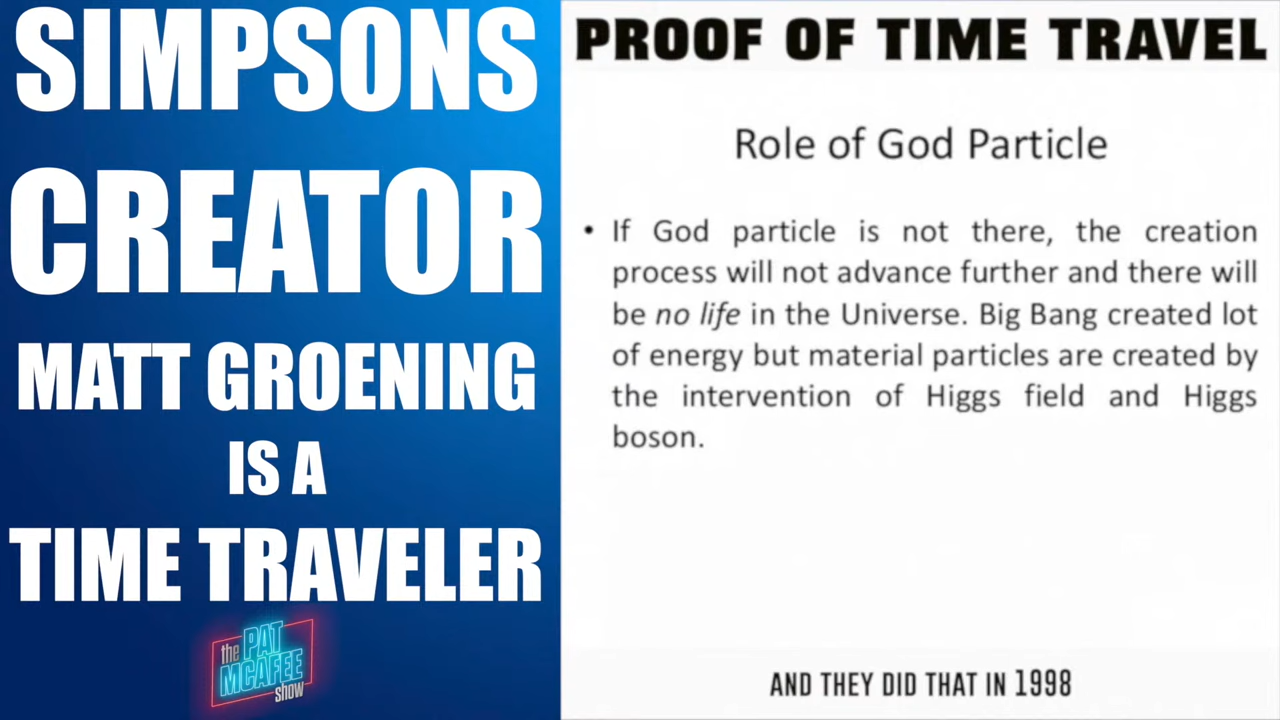 SIMPSONS
CREATOR
MATT GROENING
IS A
TIME TRAVELER
the PAT
MCAFEE
show
PROOF OF TIME TRAVEL
Role of God Particle
• If God particle is not there, the creation
process will not advance further and there will
be no life in the Universe. Big Bang created lot
of energy but material particles are created by
the intervention of Higgs field and Higgs
boson.
AND THEY DID THAT IN 1998